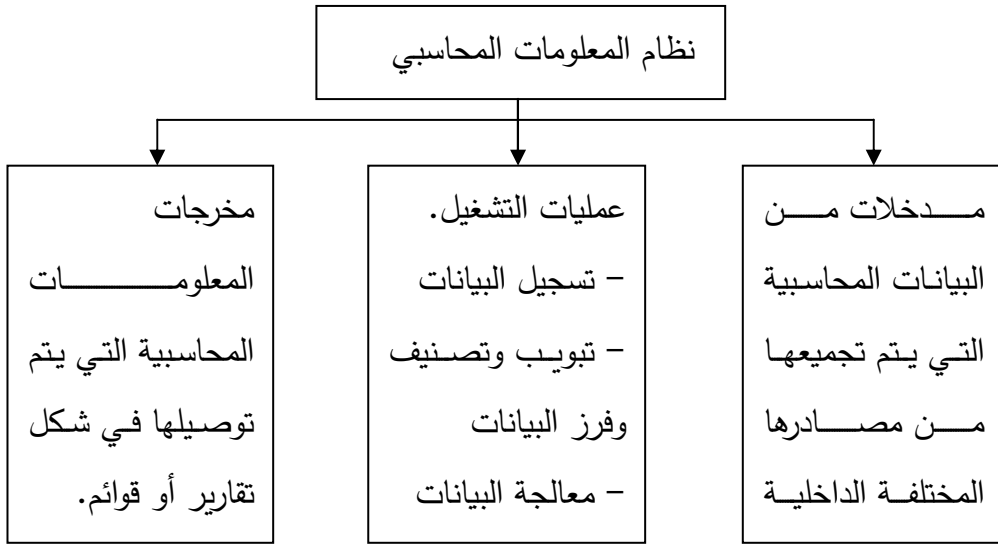 نظام المعلومات المحاسبي
مدخلات من
البيانات المحاسبية
التي يتم تجميعها
من مصادرها
المختلفة الداخلية
عمليات التشغيل.
- تسجيل البيانات
- تبويب وتصنيف
وفرز البيانات
- معالجة البيانات
مخرجات
المعلومات
المحاسبية التي يتم
توصيلها في شكل
تقارير أو قوائم.